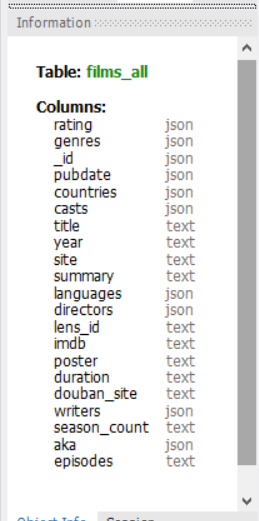 Information
Table: films_all
Columns:
rating json
genres json
_id json
pubdate json
countries json
casts json
title text
year text
site text
summary text
languages json
directors json
lens_id text
imdb text
poster text
duration text
douban_site text
writers json
season_count text
aka json
episodes text
Object Info Session